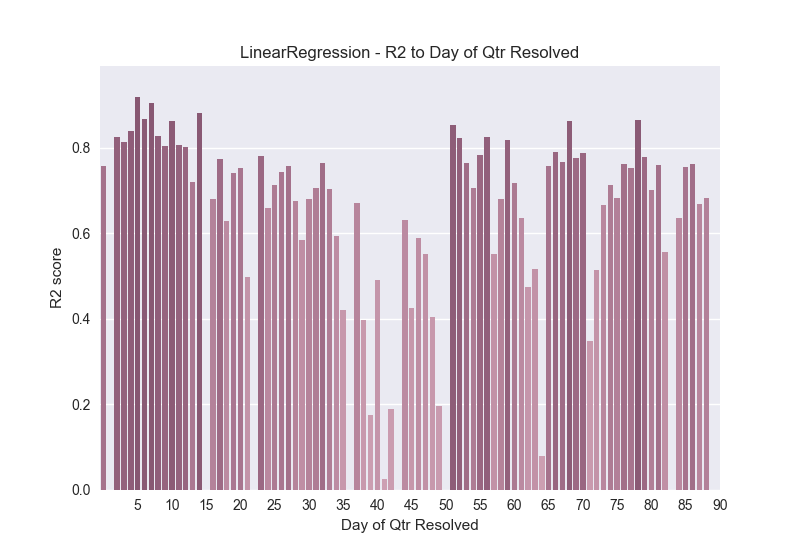 LinearRegression - R2 to Day of Qtr Resolved
R2 score
0.8
0.6
0.4
0.2
0.0
5 10 15 20 25 30 35 40 45 50 55 60 65 70 75 80 85 90
Day of Qtr Resolved